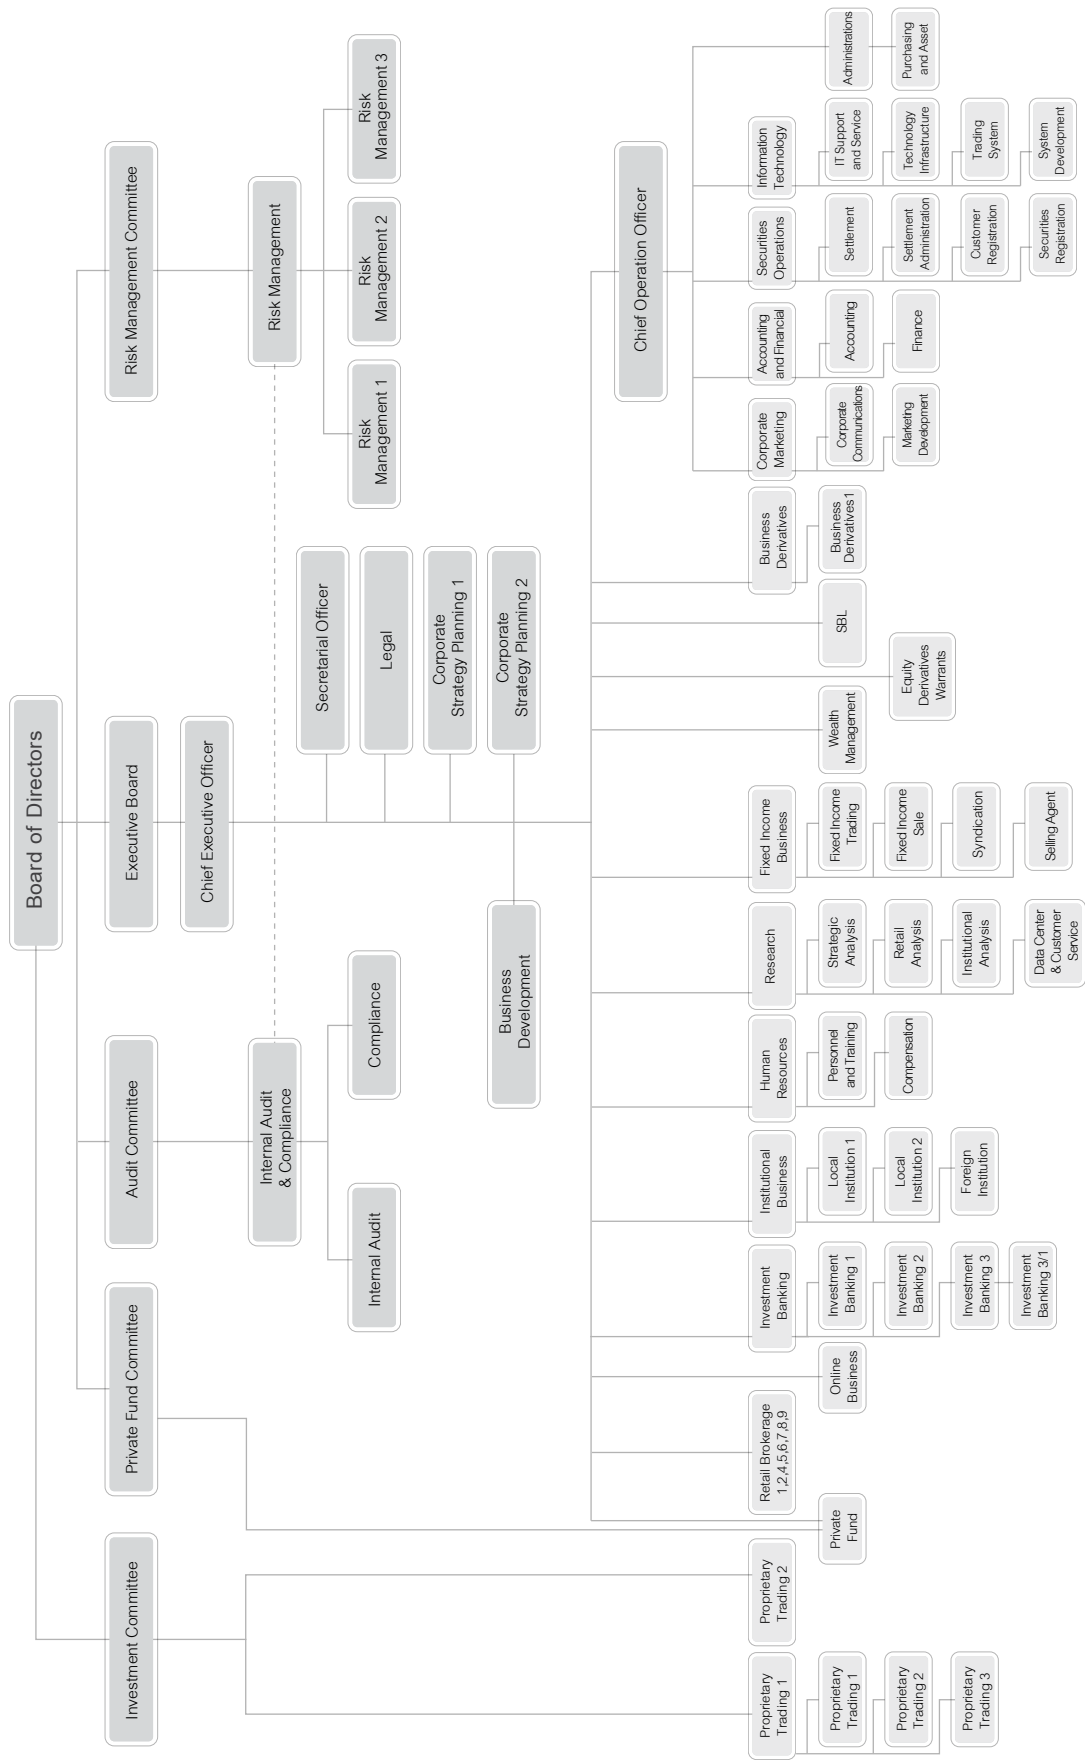 Board of Directors
Investment Committee
Private Fund Committee
Audit Committee
Executive Board
Risk Management Committee
Chief Executive Officer
Internal Audit
& Compliance
Risk Management
Internal Audit
Compliance
Risk
Management 1
Risk
Management 2
Risk
Management 3
Secretarial Officer
Legal
Corporate
Strategy Planning 1
Business
Development
Corporate
Strategy Planning 2
Chief Operation Officer
Proprietary
Trading 1
Proprietary
Trading 1
Proprietary
Trading 2
Proprietary
Trading 3
Proprietary
Trading 2
Private
Fund
Retail Brokerage
1,2,4,5,6,7,8,9
Online
Business
Investment
Banking
Investment
Banking 1
Investment
Banking 2
Investment
Banking 3
Investment
Banking 3/1
Institutional
Business
Local
Institution 1
Local
Institution 2
Foreign
Institution
Human
Resources
Personnel
and Training
Compensation
Research
Strategic
Analysis
Retail
Analysis
Institutional
Analysis
Data Center
& Customer
Service
Fixed Income
Business
Fixed Income
Trading
Fixed Income
Sale
Syndication
Selling Agent
Wealth
Management
Equity
Derivatives
Warrants
SBL
Business
Derivatives
Business
Derivatives1
Corporate
Marketing
Corporate
Communications
Marketing
Development
Accounting
and Financial
Accounting
Finance
Securities
Operations
Settlement
Settlement
Administration
Customer
Registration
Securities
Registration
Information
Technology
IT Support
and Service
Technology
Infrastructure
Trading
System
System
Development
Administrations
Purchasing
and Asset